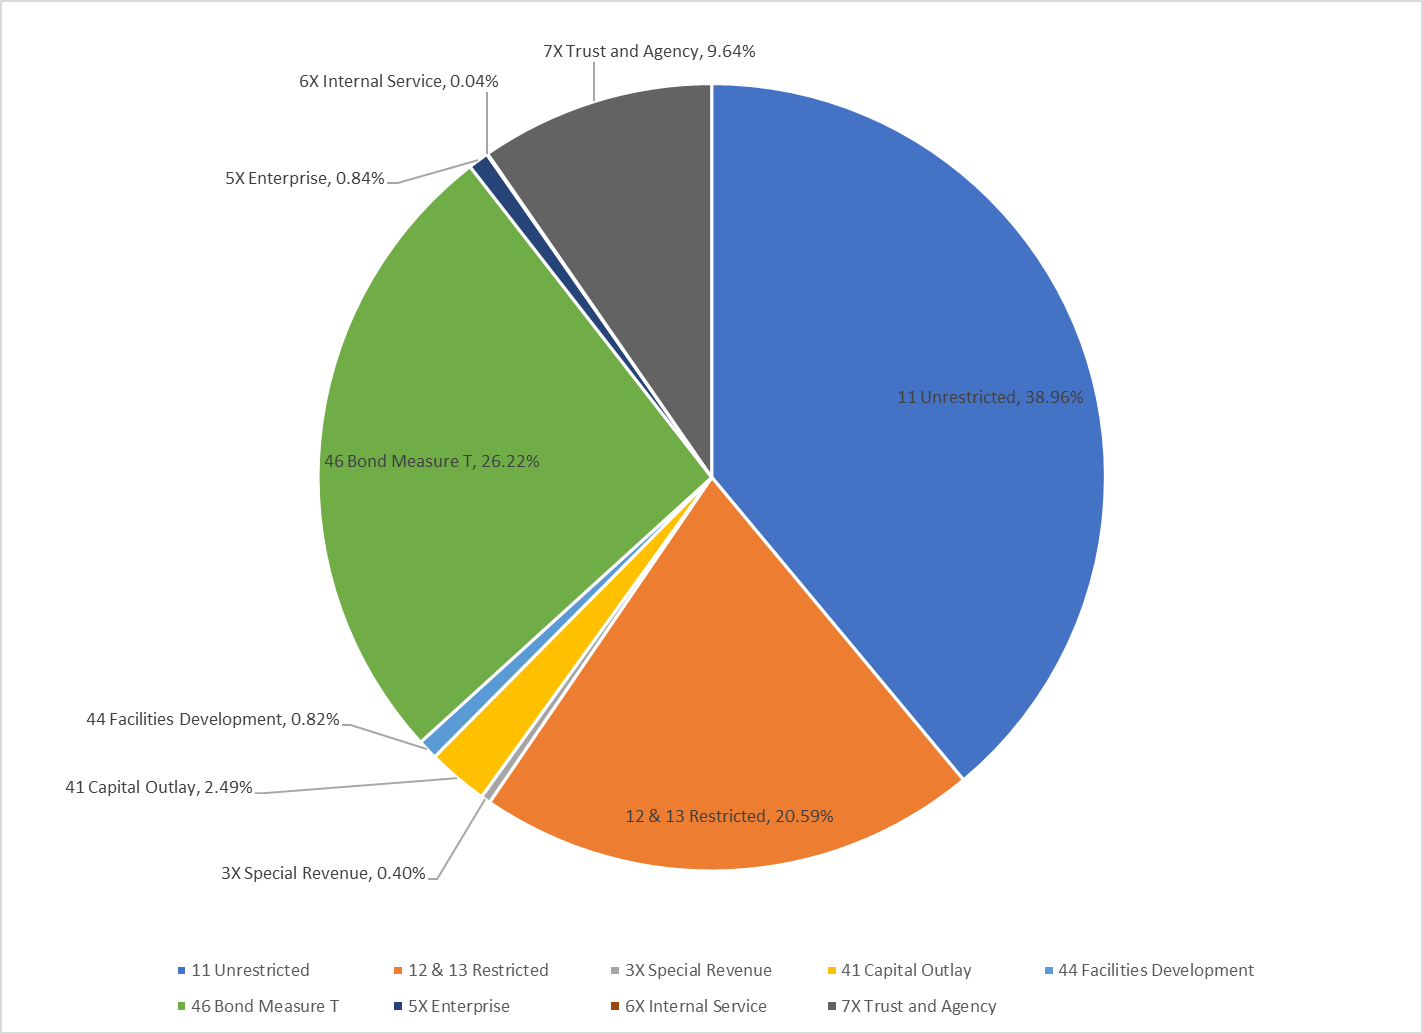 7X Trust and Agency, 9.64%
6X Internal Service, 0.04%
5X Enterprise, 0.84%
11 Unrestricted, 38.96%
46 Bond Measure T, 26.22%
44 Facilities Development, 0.82%
41 Capital Outlay, 2.49%
12 & 13 Restricted, 20.59%
3X Special Revenue, 0.40%
11 Unrestricted 12 & 13 Restricted 3X Special Revenue 41 Capital Outlay 44 Facilities Development
46 Bond Measure T 5X Enterprise 6X Internal Service 7X Trust and Agency